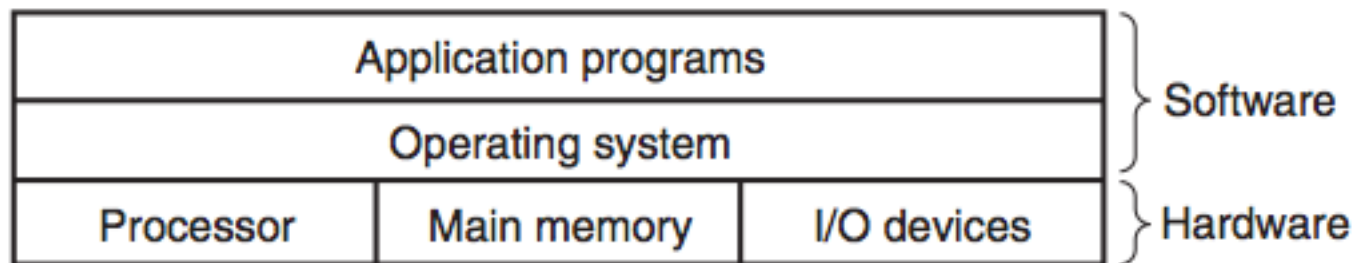 Application programs
Software
Operating system
Processor Main memory I/O devices Hardware